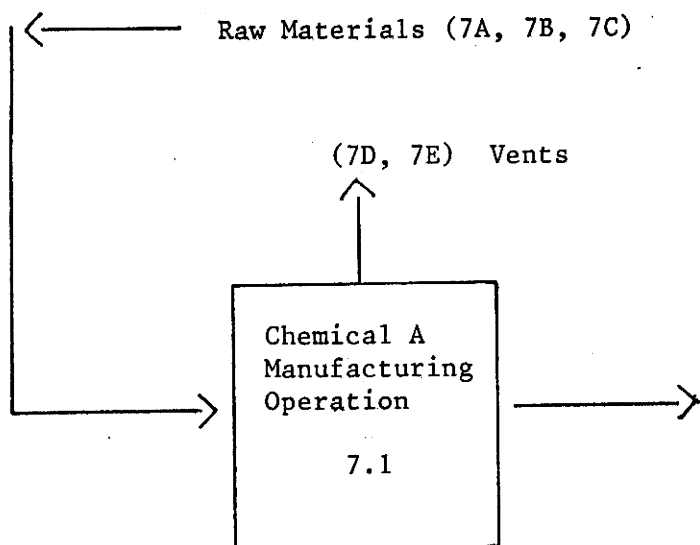 Raw Materials (7A, 7B, 7C)
(7D, 7E) Vents
Chemical A
Manufacturing
Operation
7.1